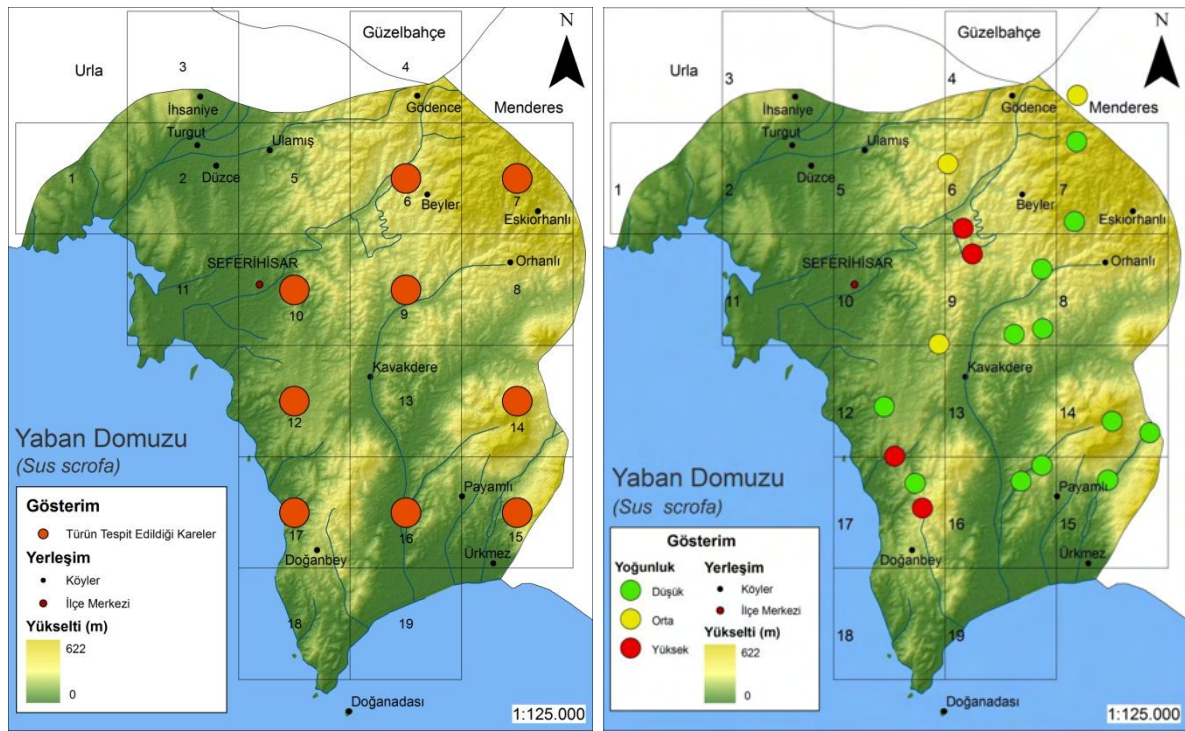 N
Güzelbahçe
Urla
3
4
İhsaniye
Gödence
Menderes
Turgut
Ulamış
1
2
Düzce
5
6
Beyler
7
Eskiorhanlı
SEFERİHİSAR
Orhanlı
11
10
9
8
Kavakdere
12
13
14
Yaban Domuzu
(Sus scrofa)
Gösterim
Türün Tespit Edildiği Kareler
Yerleşim
Köyler
İlçe Merkezi
Yükselti (m)
622
0
Payamlı
17
16
15
Doğanbey
Ürkmez
18
19
Doğanadası
1:125.000
N
Güzelbahçe
Urla
3
4
İhsaniye
Gödence
Menderes
Turgut
Ulamış
1
2
Düzce
5
6
Beyler
7
Eskiorhanlı
SEFERİHİSAR
Orhanlı
11
10
9
8
Kavakdere
12
13
14
Yaban Domuzu
(Sus scrofa)
Gösterim
Yoğunluk
Düşük
Orta
Yüksek
Yerleşim
Köyler
İlçe Merkezi
Yükselti (m)
622
0
Payamlı
17
16
15
Doğanbey
Ürkmez
18
19
Doğanadası
1:125.000